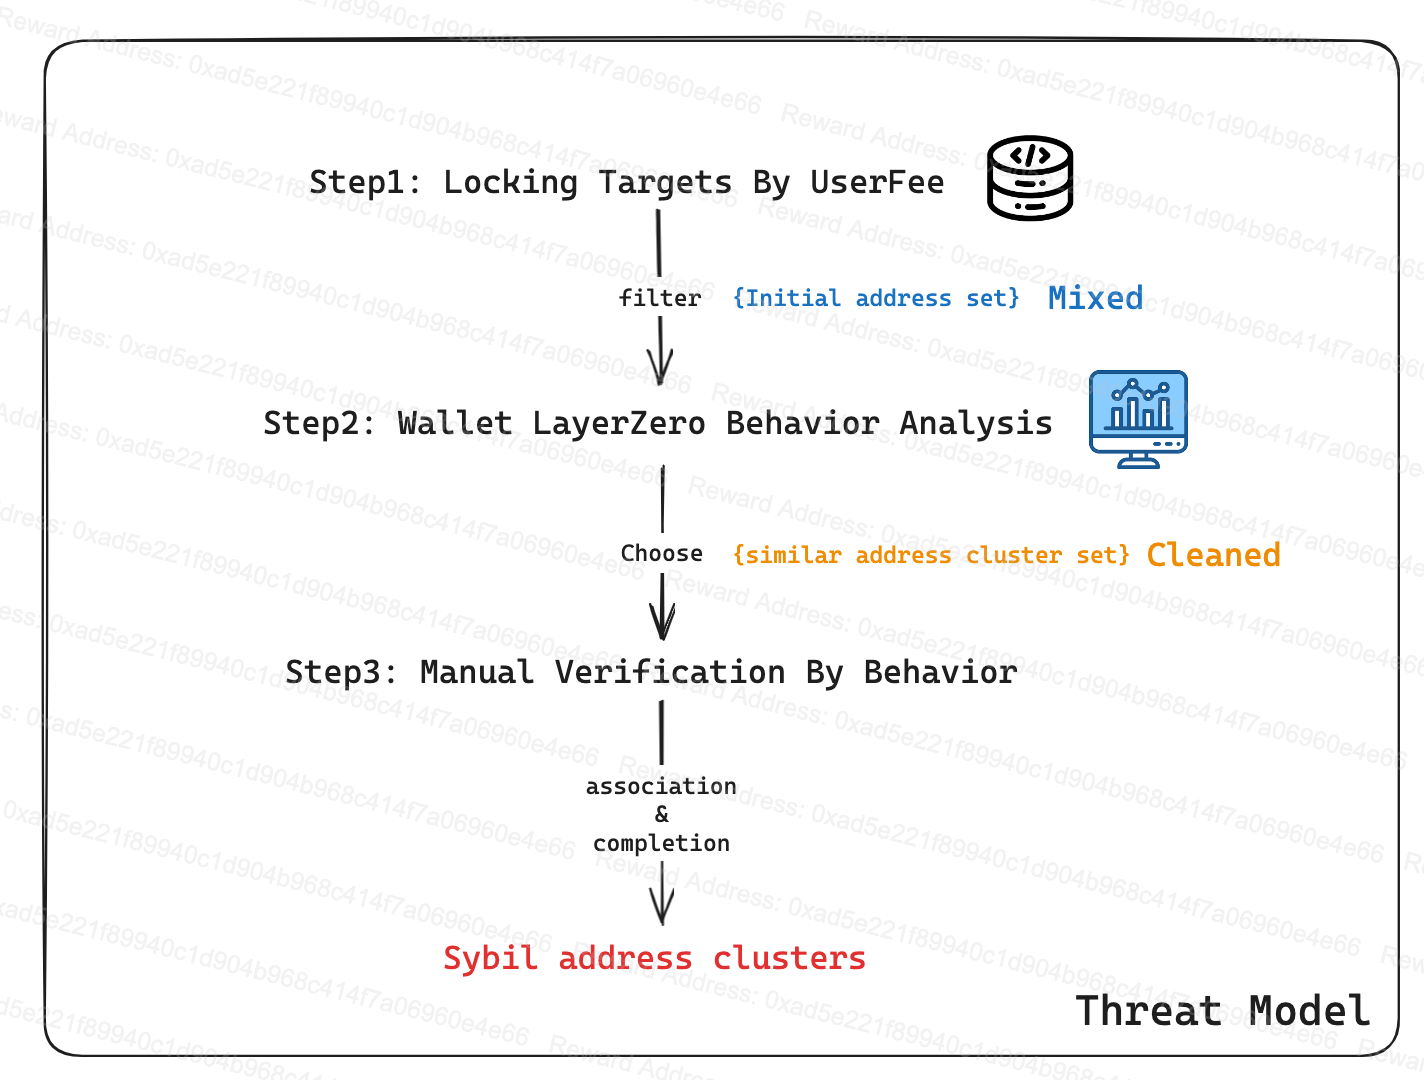 Step1: Locking Targets By UserFee
filter {Initial address set} Mixed
Step2: Wallet LayerZero Behavior Analysis
Choose {similar address cluster set} Cleaned
Step3: Manual Verification By Behavior
association
&
completion
Sybil address clusters
Threat Model
Reward Address: 0xad5e221f89940c1d904b968c414f7a06960e4e66